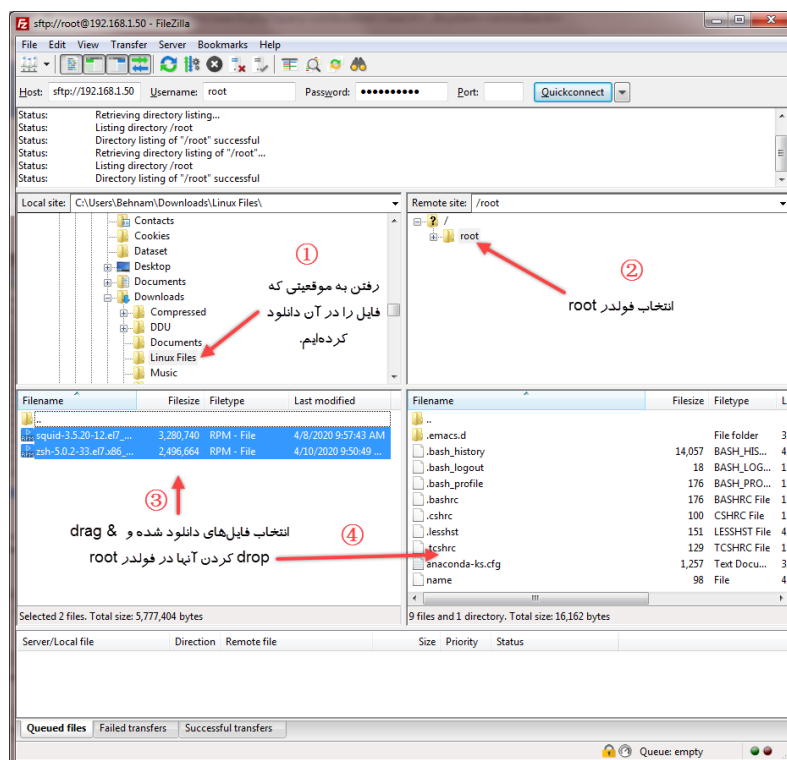 sftp://root@192.168.1.50 - FileZilla
File Edit View Transfer Server Bookmarks Help
Host: sftp://192.168.1.50 Username: root Password: ●●●●●●●●●● Port: Quickconnect
Status: Retrieving directory listing...
Status: Listing directory /root
Status: Directory listing of "/root" successful
Status: Retrieving directory listing of "/root"...
Status: Listing directory /root
Status: Directory listing of "/root" successful
Local site: C:\Users\Behnam\Downloads\Linux Files\
Contacts
Cookies
Dataset
Desktop
Documents
Downloads
Compressed
DDU
Documents
Linux Files
Music
①
رفتن به موقعیتی که
فایل را در آن دانلود
کرده‌ایم.
Remote site: /root
/
root
②
انتخاب فولدر root
Filename Filesize Filetype Last modified
..
squid-3.5.20-12.el7_... 3,280,740 RPM - File 4/8/2020 9:57:43 AM
zsh-5.0.2-33.el7.x86_... 2,496,664 RPM - File 4/10/2020 9:50:49 ...
③
انتخاب فایل‌های دانلود شده و drag &
drop کردن آنها در فولدر root
④
Selected 2 files. Total size: 5,777,404 bytes
Filename Filesize Filetype L
..
.emacs.d File folder 3
.bash_history 14,057 BASH_HIS... 4
.bash_logout 18 BASH_LOG... 1
.bash_profile 176 BASH_PRO... 1
.bashrc 176 BASHRC File 1
.cshrc 100 CSHRC File 1
.lesshst 151 LESSHST File 4
.tcshrc 129 TCSHRC File 1
anaconda-ks.cfg 1,257 Text Docu... 3
name 98 File 4
9 files and 1 directory. Total size: 16,162 bytes
Server/Local file Direction Remote file Size Priority Status
Queued files Failed transfers Successful transfers
Queue: empty